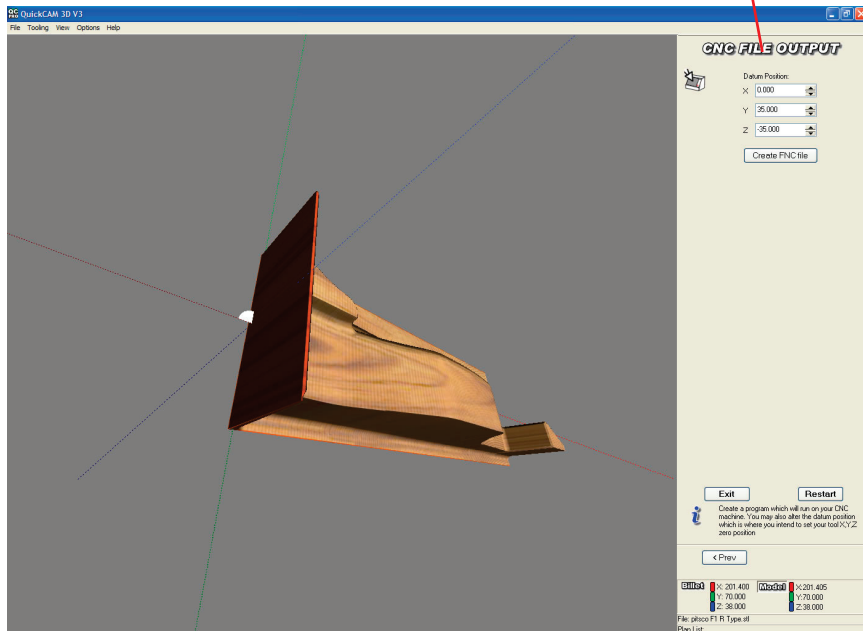 QuickCAM 3D V3
File Tooling View Options Help
CNC FILE OUTPUT
Datum Position:
X 0.000
Y 35.000
Z -35.000
Create FNC file
Exit Restart
Create a program which will run on your CNC
machine. You may also alter the datum position
which is where you intend to set your tool X,Y,Z
zero position
< Prev
Billet X: 201.400 Model X:201.405
Y: 70.000 Y:70.000
Z: 38.000 Z:38.000
File: pitsco F1 R Type.stl
Plan List: